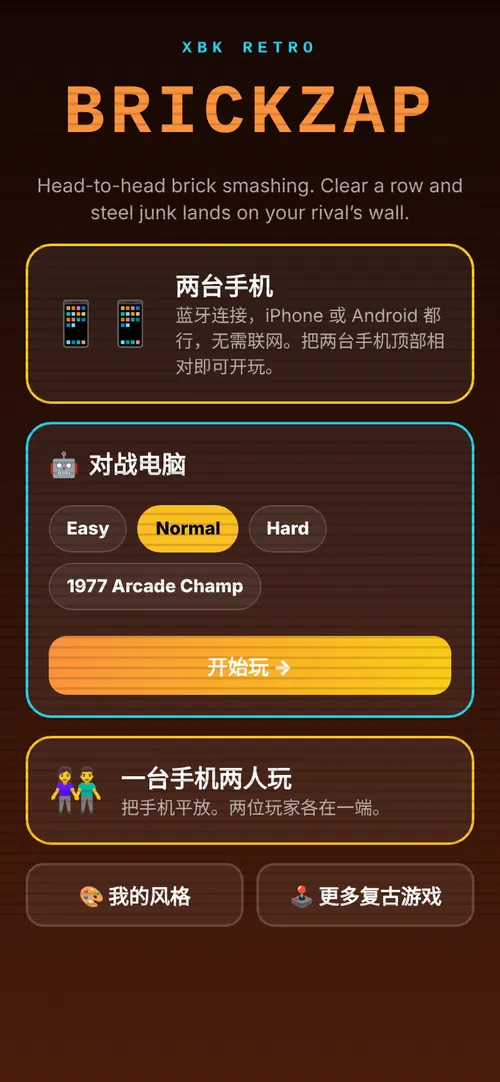 XBK RETRO
BRICKZAP
Head-to-head brick smashing. Clear a row and
steel junk lands on your rival's wall.
两台手机
蓝牙连接，iPhone 或 Android 都
行，无需联网。把两台手机顶部相
对即可开玩。
对战电脑
Easy
Normal
Hard
1977 Arcade Champ
开始玩 →
一台手机两人玩
把手机平放。两位玩家各在一端。
我的风格
更多复古游戏